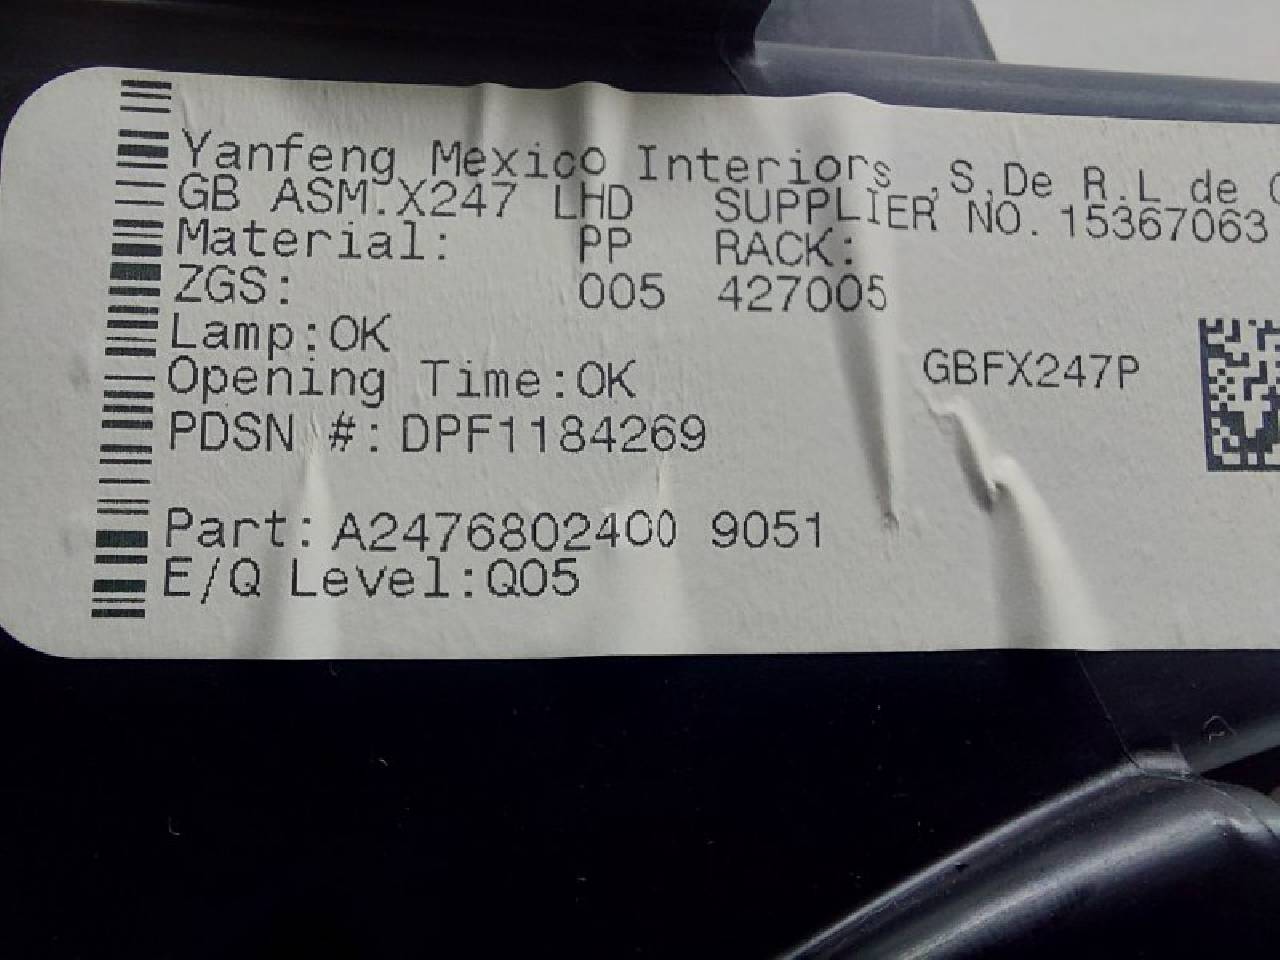 Yanfeng Mexico Interiors ,S,De R.L de
GB ASM.X247 LHD SUPPLIER NO. 15367063
Material: PP RACK:
ZGS: 005 427005
Lamp:OK
Opening Time:OK
GBFX247P
PDSN #: DPF1184269
Part: A2476802400 9051
E/Q Level:Q05